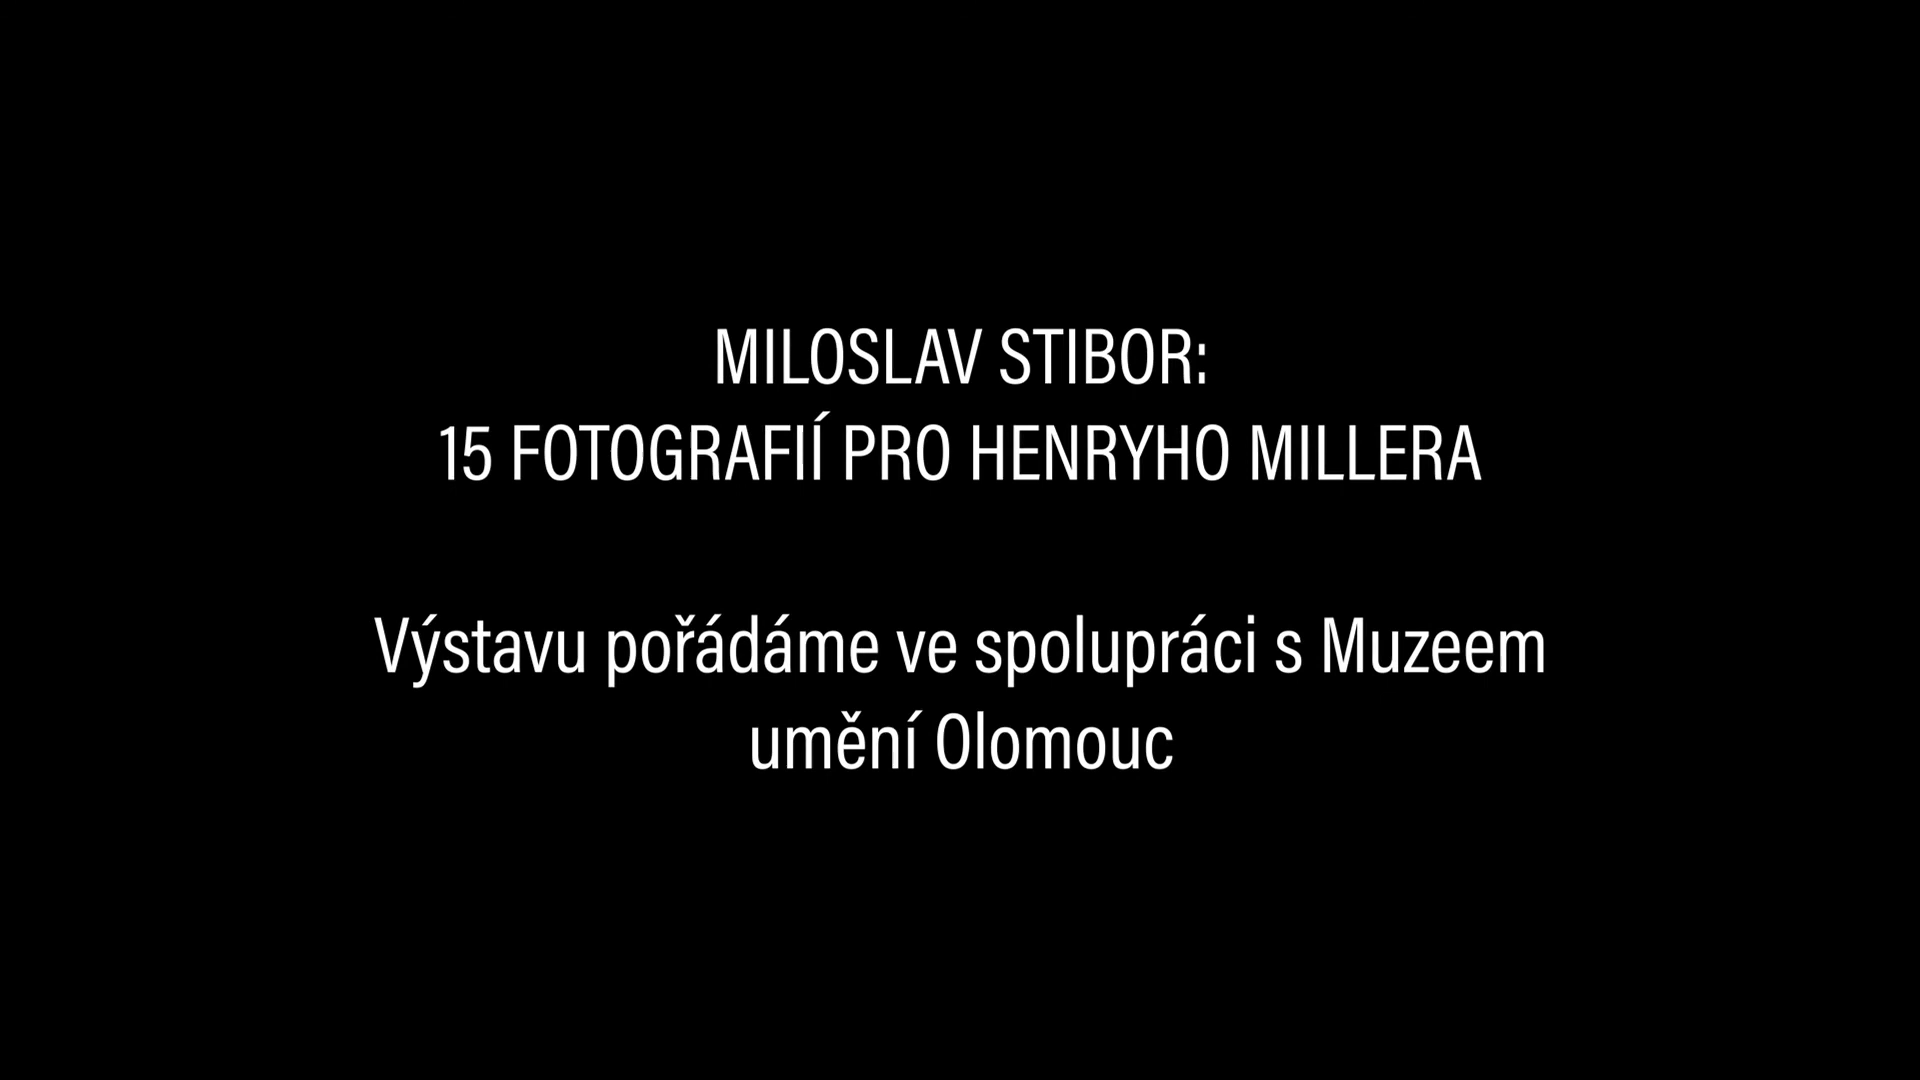 MILOSLAV STIBOR:
15 FOTOGRAFIÍ PRO HENRYHO MILLERA
Výstavu pořádáme ve spolupráci s Muzeem
umění Olomouc